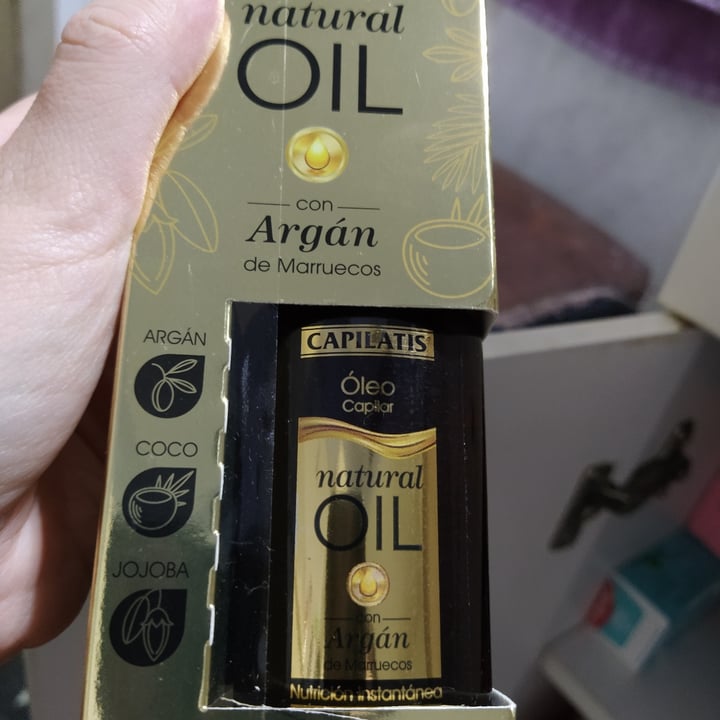 natural
OIL
con
Argán
de Marruecos
ARGÁN
COCO
JOJOBA
CAPILATIS
Óleo
Capilar
natural
OIL
con
Argán
de Marruecos
Nutrición instantánea